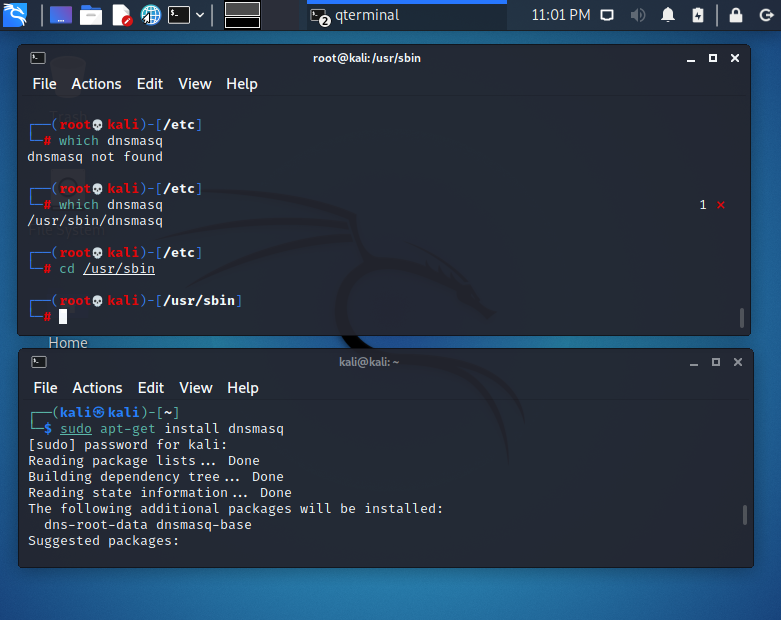 qterminal
2
11:01 PM
root@kali:/usr/sbin
File Actions Edit View Help
┌──(root💀kali)-[/etc]
└─# which dnsmasq
dnsmasq not found
┌──(root💀kali)-[/etc]
└─# which dnsmasq 1 ⨯
/usr/sbin/dnsmasq
┌──(root💀kali)-[/etc]
└─# cd /usr/sbin
┌──(root💀kali)-[/usr/sbin]
└─#
Home
kali@kali: ~
File Actions Edit View Help
┌──(kali㉿kali)-[~]
└─$ sudo apt-get install dnsmasq
[sudo] password for kali:
Reading package lists... Done
Building dependency tree... Done
Reading state information... Done
The following additional packages will be installed:
dns-root-data dnsmasq-base
Suggested packages: